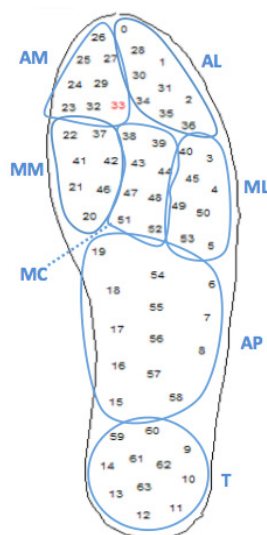 26 0
AM 27 28 AL
25 1
24 29 30 31
23 32 33 34 2
35
36
22 37 38 39
MM 41 42 43 40 3
44 45
21 46 47 48 4 ML
20 51 49 50
52 53 5
MC 19
54 6
18 55
17 56 7
AP
16 57 8
15 58
59 60
14 61 62 9
10 T
13 63
12 11